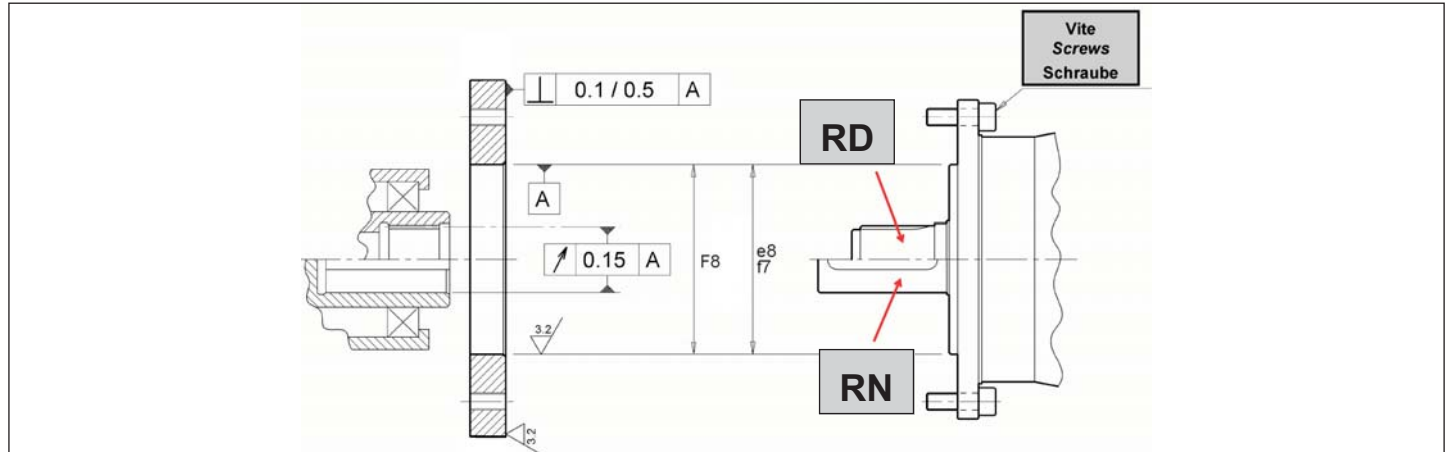 Vite
Screws
Schraube
⊥ 0.1 / 0.5 A
RD
A
↗ 0.15 A
F8
e8
f7
3.2
RN
3.2